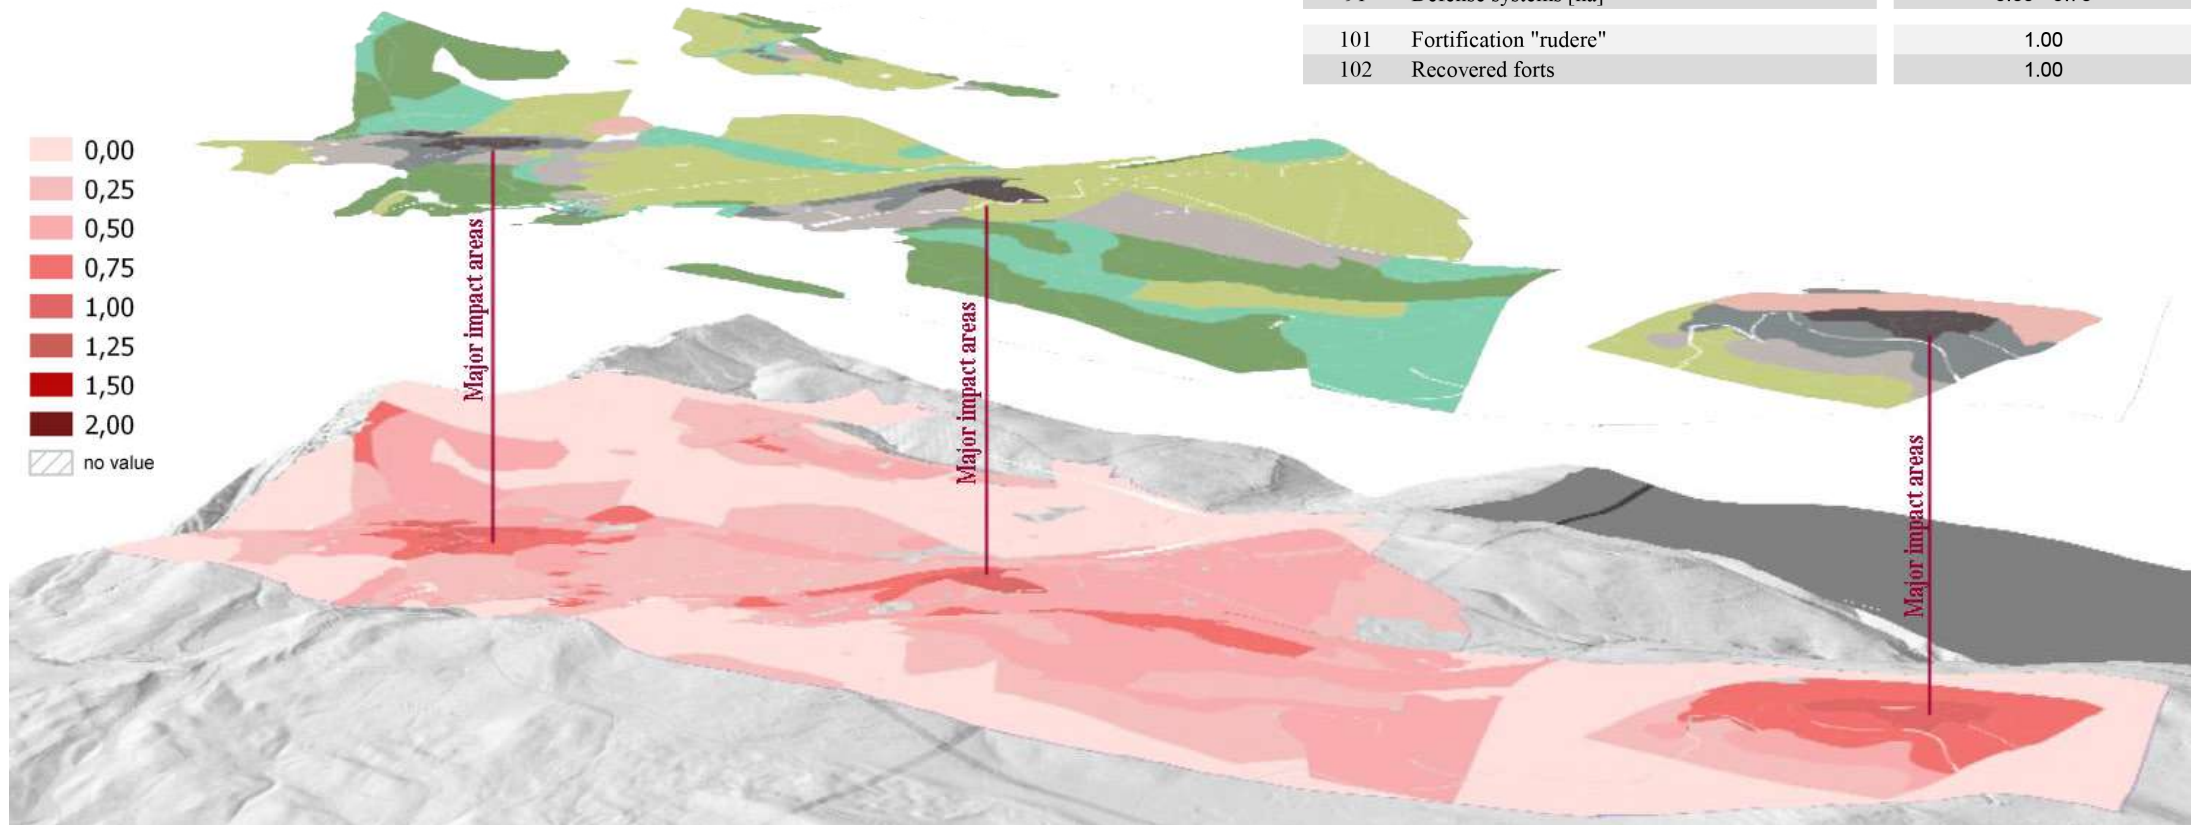 101 Fortification "rudere" 1.00
102 Recovered forts 1.00
0,00
0,25
0,50
0,75
1,00
1,25
1,50
2,00
no value
Major impact areas
Major impact areas
Major impact areas